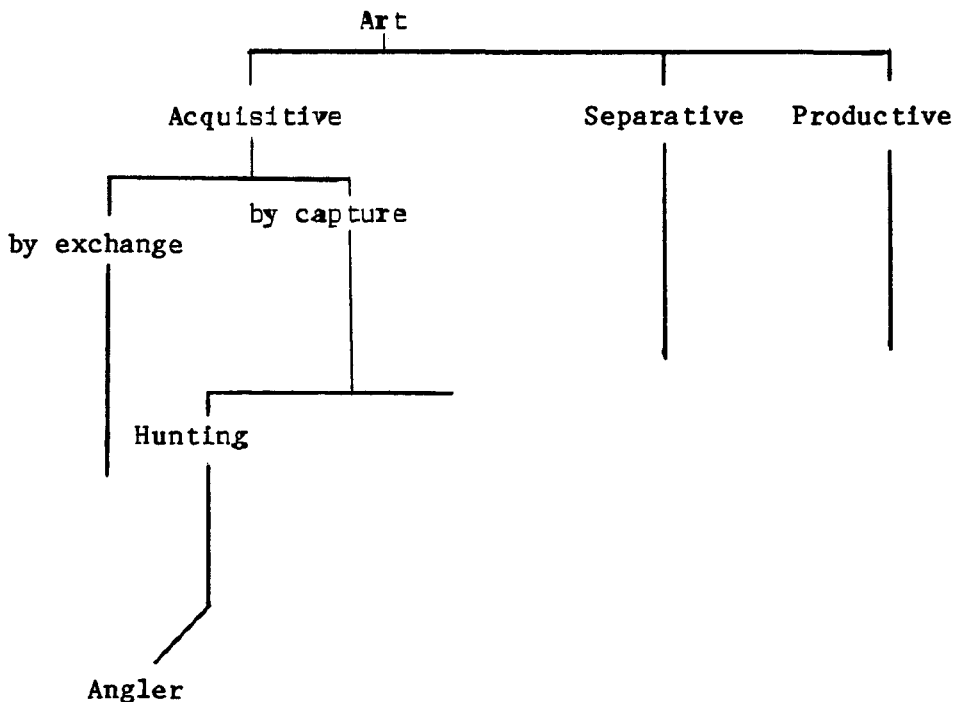 Art
Acquisitive
Separative
Productive
by capture
by exchange
Hunting
Angler